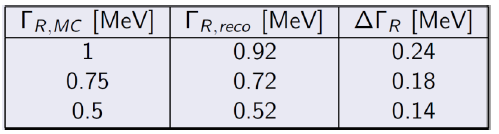 Γ_{R,MC} [MeV] Γ_{R,reco} [MeV] ΔΓ_R [MeV]
1 0.92 0.24
0.75 0.72 0.18
0.5 0.52 0.14